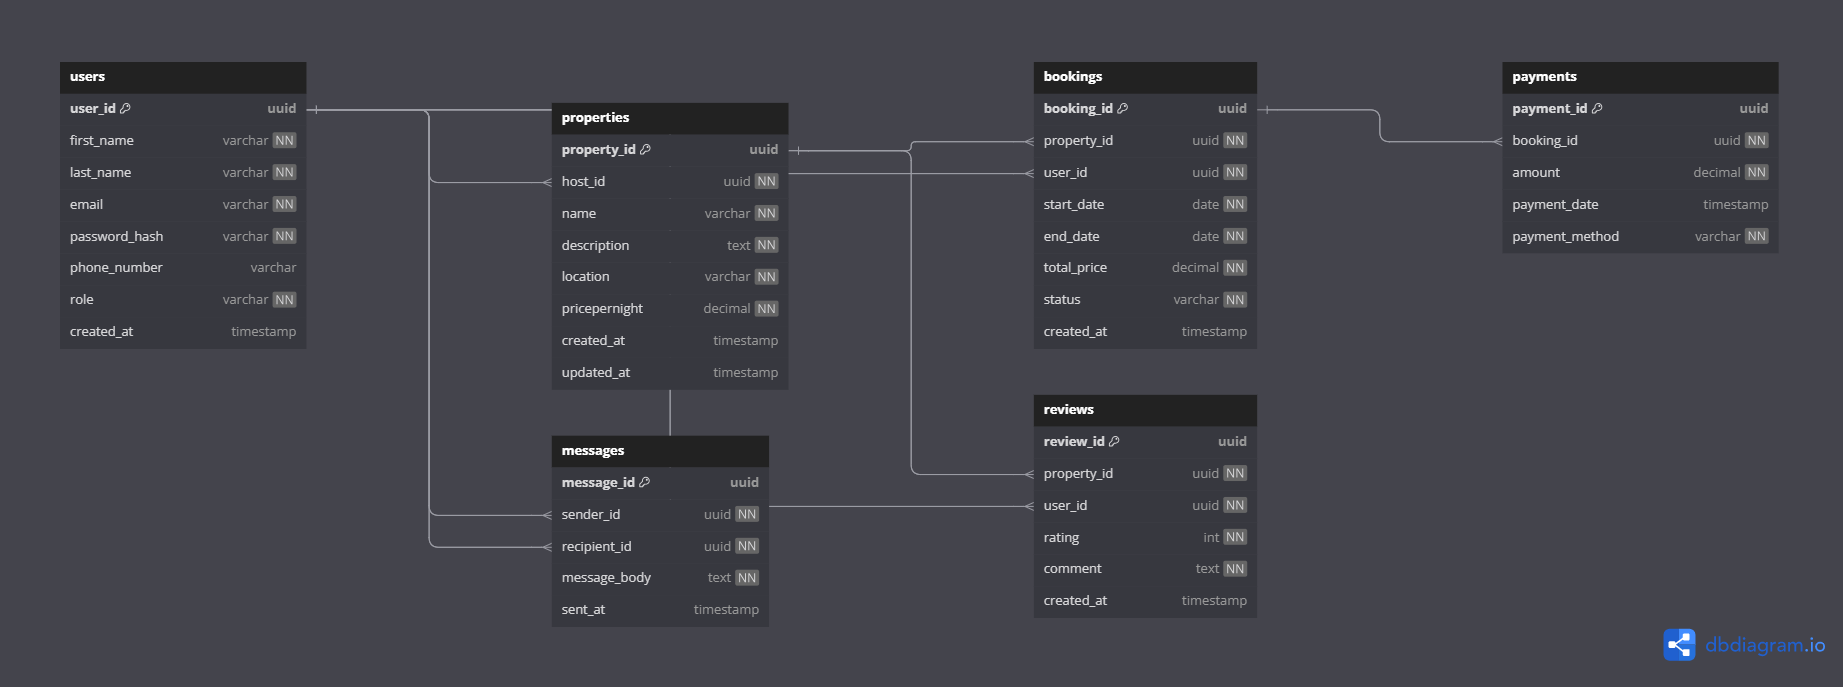 users
user_id uuid
first_name varchar NN
last_name varchar NN
email varchar NN
password_hash varchar NN
phone_number varchar
role varchar NN
created_at timestamp
properties
property_id uuid
host_id uuid NN
name varchar NN
description text NN
location varchar NN
pricepernight decimal NN
created_at timestamp
updated_at timestamp
messages
message_id uuid
sender_id uuid NN
recipient_id uuid NN
message_body text NN
sent_at timestamp
bookings
booking_id uuid
property_id uuid NN
user_id uuid NN
start_date date NN
end_date date NN
total_price decimal NN
status varchar NN
created_at timestamp
reviews
review_id uuid
property_id uuid NN
user_id uuid NN
rating int NN
comment text NN
created_at timestamp
payments
payment_id uuid
booking_id uuid NN
amount decimal NN
payment_date timestamp
payment_method varchar NN
dbdiagram.io